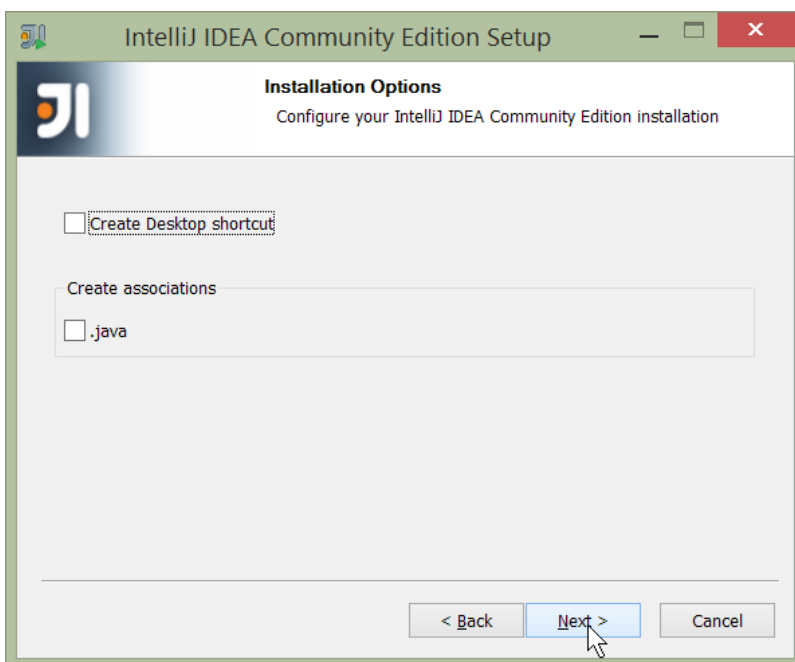 IntelliJ IDEA Community Edition Setup
Installation Options
Configure your IntelliJ IDEA Community Edition installation
Create Desktop shortcut
Create associations
.java
< Back
Next >
Cancel